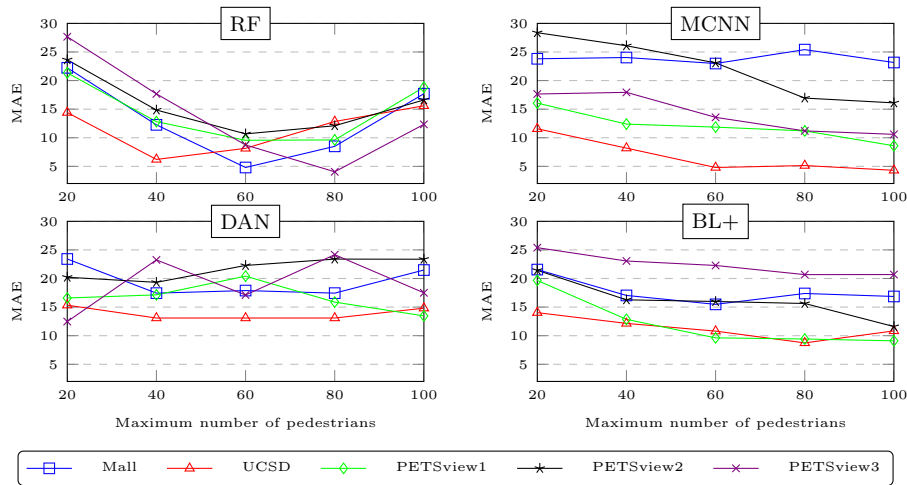 RF
MCNN
MAE
30
25
20
15
10
5
20 40 60 80 100
MAE
30
25
20
15
10
5
20 40 60 80 100
DAN
BL+
MAE
30
25
20
15
10
5
20 40 60 80 100
Maximum number of pedestrians
MAE
30
25
20
15
10
5
20 40 60 80 100
Maximum number of pedestrians
Mall UCSD PETSview1 PETSview2 PETSview3